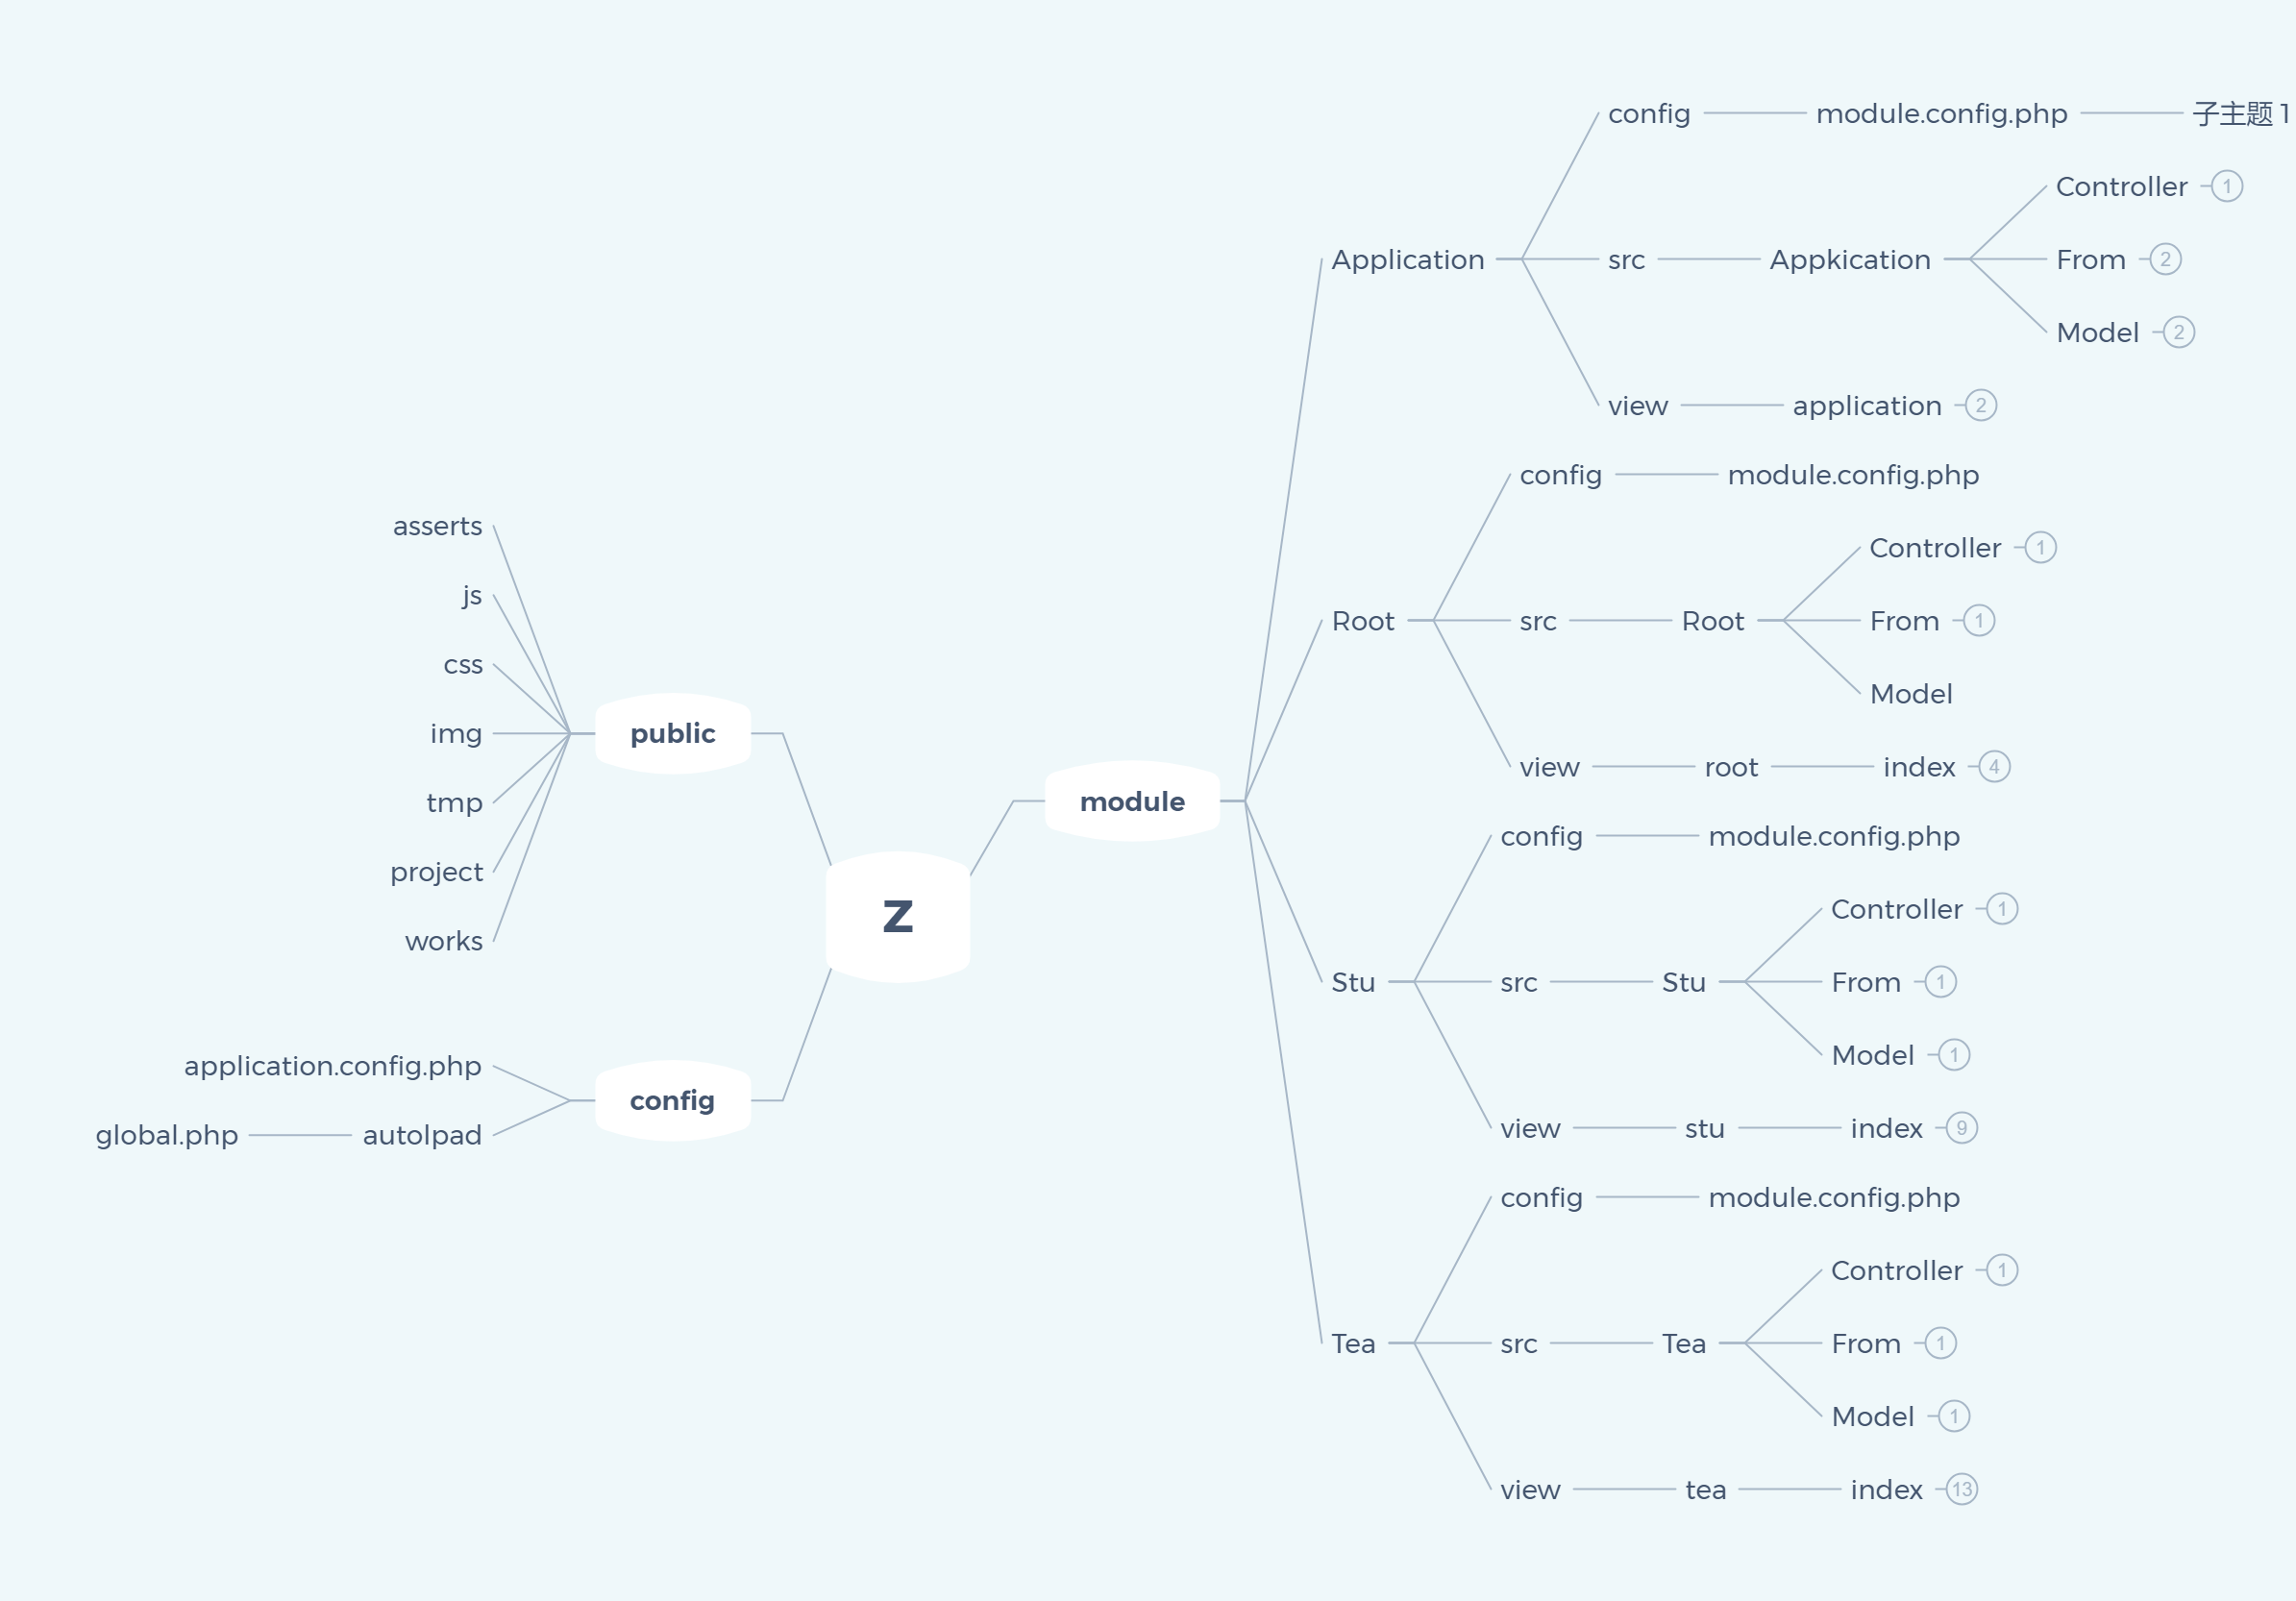 z
module
Application
config
module.config.php
子主题 1
src
Appkication
Controller
1
From
2
Model
2
view
application
2
Root
config
module.config.php
src
Root
Controller
1
From
1
Model
view
root
index
4
Stu
config
module.config.php
src
Stu
Controller
1
From
1
Model
1
view
stu
index
9
Tea
config
module.config.php
src
Tea
Controller
1
From
1
Model
1
view
tea
index
13
public
asserts
js
css
img
tmp
project
works
config
application.config.php
autolpad
global.php